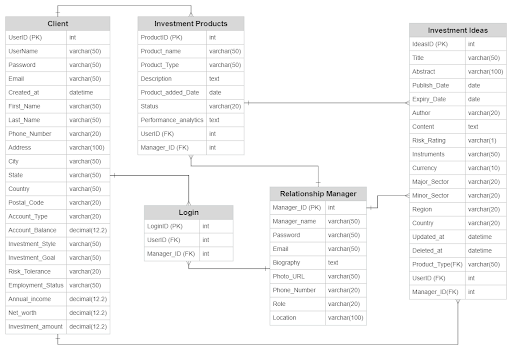 Client
UserID (PK) int
UserName varchar(50)
Password varchar(50)
Email varchar(50)
Created_at datetime
First_Name varchar(50)
Last_Name varchar(50)
Phone_Number varchar(20)
Address varchar(100)
City varchar(50)
State varchar(50)
Country varchar(50)
Postal_Code varchar(20)
Account_Type varchar(20)
Account_Balance decimal(12.2)
Investment_Style varchar(50)
Investment_Goal varchar(50)
Risk_Tolerance varchar(20)
Employment_Status varchar(50)
Annual_income decimal(12.2)
Net_worth decimal(12.2)
Investment_amount decimal(12.2)
Investment Products
ProductID (PK) int
Product_name varchar(50)
Product_Type varchar(50)
Description text
Product_added_Date date
Status varchar(20)
Performance_analytics text
UserID (FK) int
Manager_ID (FK) int
Login
LoginID (PK) int
UserID (FK) int
Manager_ID (FK) int
Relationship Manager
Manager_ID (PK) int
Manager_name varchar(50)
Password varchar(50)
Email varchar(50)
Biography text
Photo_URL varchar(50)
Phone_Number varchar(20)
Role varchar(20)
Location varchar(100)
Investment Ideas
IdeasID (PK) int
Title varchar(50)
Abstract varchar(100)
Publish_Date date
Expiry_Date date
Author varchar(20)
Content text
Risk_Rating varchar(1)
Instruments varchar(50)
Currency varchar(10)
Major_Sector varchar(20)
Minor_Sector varchar(20)
Region varchar(20)
Country varchar(20)
Updated_at datetime
Deleted_at datetime
Product_Type(FK) varchar(50)
UserID (FK) int
Manager_ID(FK) int